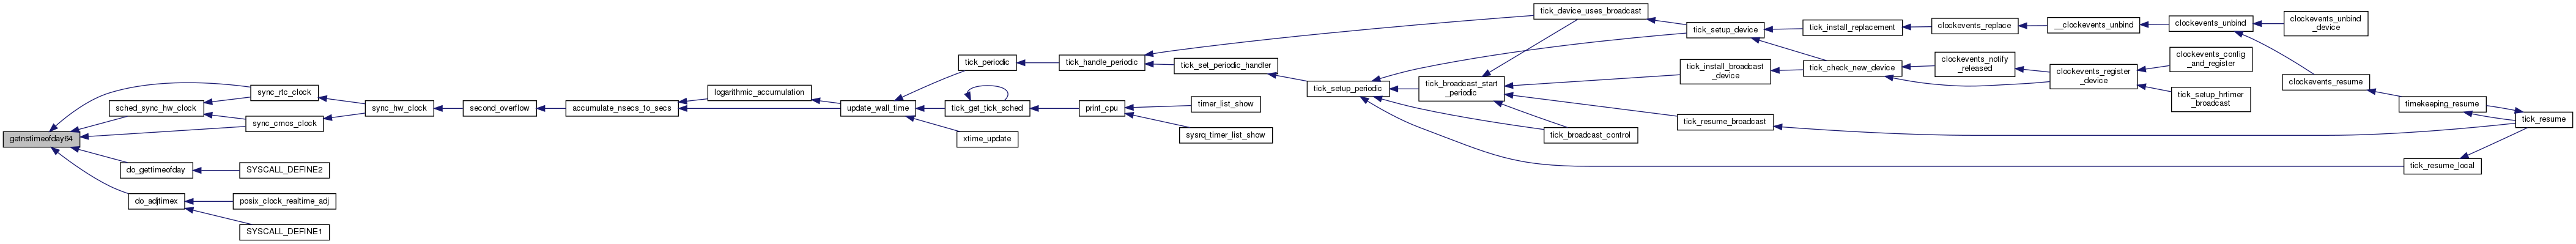 getnstimeofday64
sync_rtc_clock
sched_sync_hw_clock
sync_cmos_clock
do_gettimeofday
SYSCALL_DEFINE2
do_adjtimex
posix_clock_realtime_adj
SYSCALL_DEFINE1
sync_hw_clock
second_overflow
accumulate_nsecs_to_secs
logarithmic_accumulation
update_wall_time
tick_periodic
tick_get_tick_sched
xtime_update
tick_handle_periodic
print_cpu
timer_list_show
sysrq_timer_list_show
tick_set_periodic_handler
tick_setup_periodic
tick_broadcast_start
_periodic
tick_device_uses_broadcast
tick_broadcast_control
tick_install_broadcast
_device
tick_resume_broadcast
tick_setup_device
tick_install_replacement
tick_check_new_device
clockevents_replace
clockevents_notify
_released
__clockevents_unbind
clockevents_register
_device
clockevents_unbind
clockevents_config
_and_register
tick_setup_hrtimer
_broadcast
clockevents_unbind
_device
clockevents_resume
tick_resume_local
timekeeping_resume
tick_resume